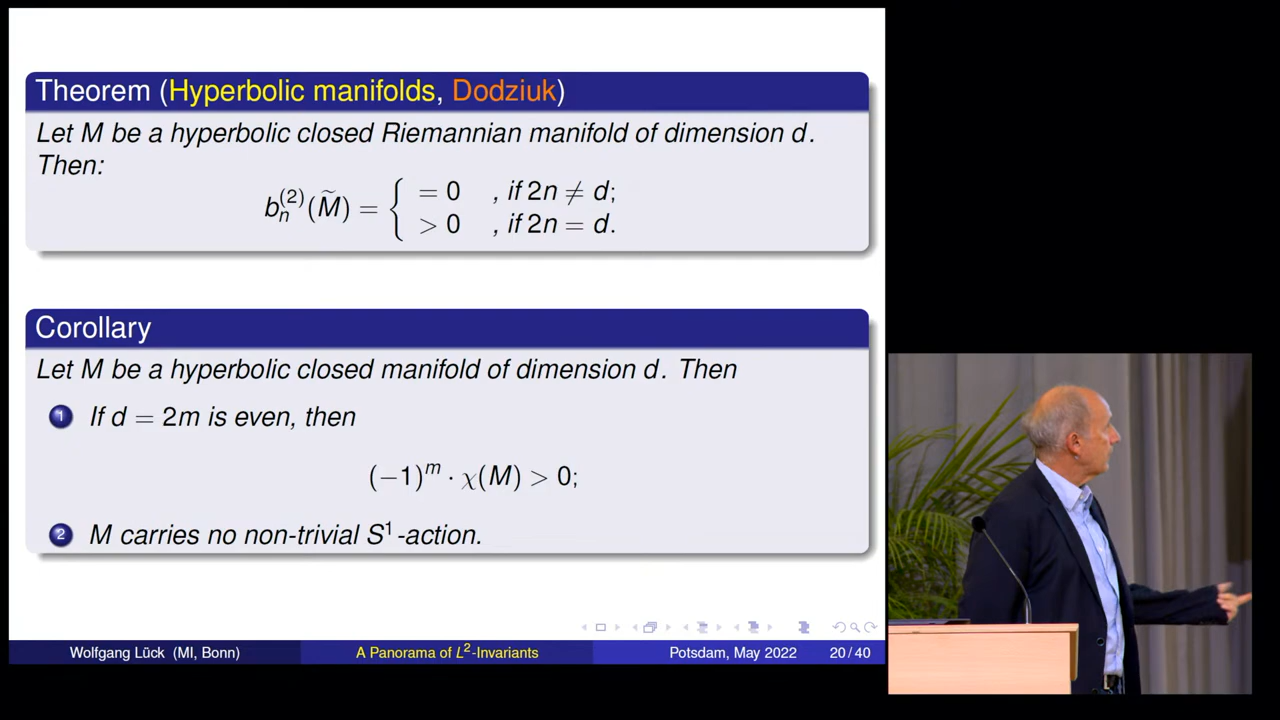 Theorem (Hyperbolic manifolds, Dodziuk)
Let M be a hyperbolic closed Riemannian manifold of dimension d.
Then:
b_n^{(2)}(\widetilde{M}) = { = 0 , if 2n ≠ d;
> 0 , if 2n = d.
Corollary
Let M be a hyperbolic closed manifold of dimension d. Then
1 If d = 2m is even, then
(−1)^m · χ(M) > 0;
2 M carries no non-trivial S^1-action.
Wolfgang Lück (MI, Bonn) A Panorama of L^2-Invariants Potsdam, May 2022 20 / 40